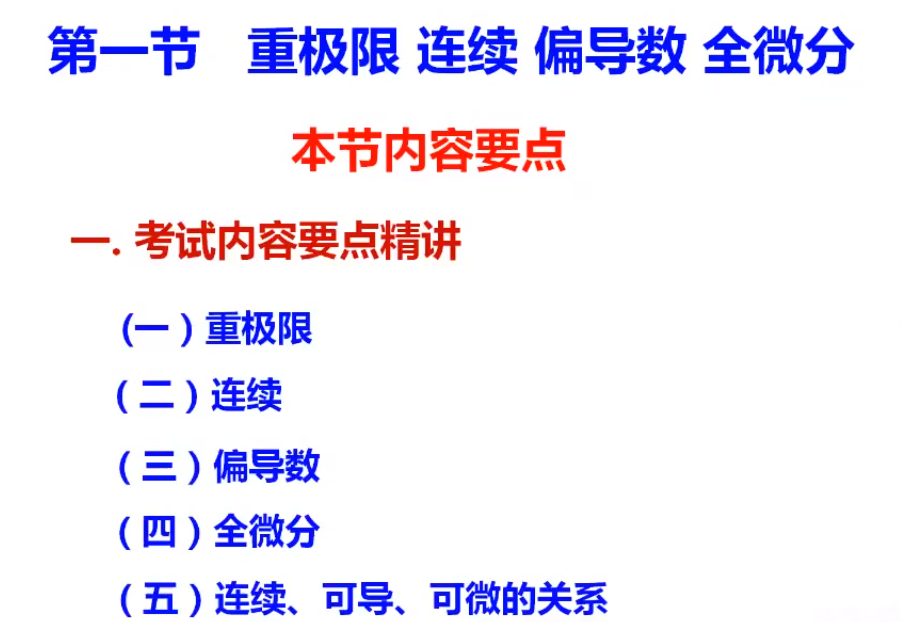 第一节 重极限 连续 偏导数 全微分
本节内容要点
一. 考试内容要点精讲
(一）重极限
（二）连续
（三）偏导数
（四）全微分
（五）连续、可导、可微的关系